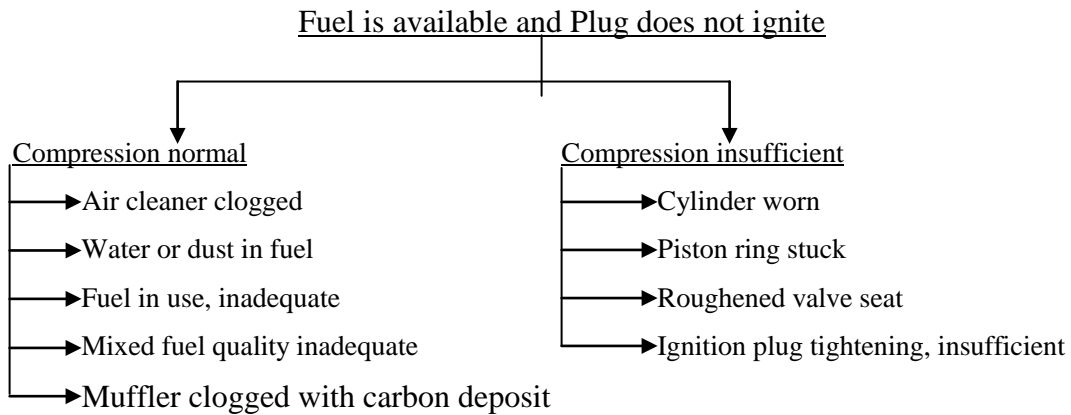 Fuel is available and Plug does not ignite
Compression normal
Air cleaner clogged
Water or dust in fuel
Fuel in use, inadequate
Mixed fuel quality inadequate
Muffler clogged with carbon deposit
Compression insufficient
Cylinder worn
Piston ring stuck
Roughened valve seat
Ignition plug tightening, insufficient